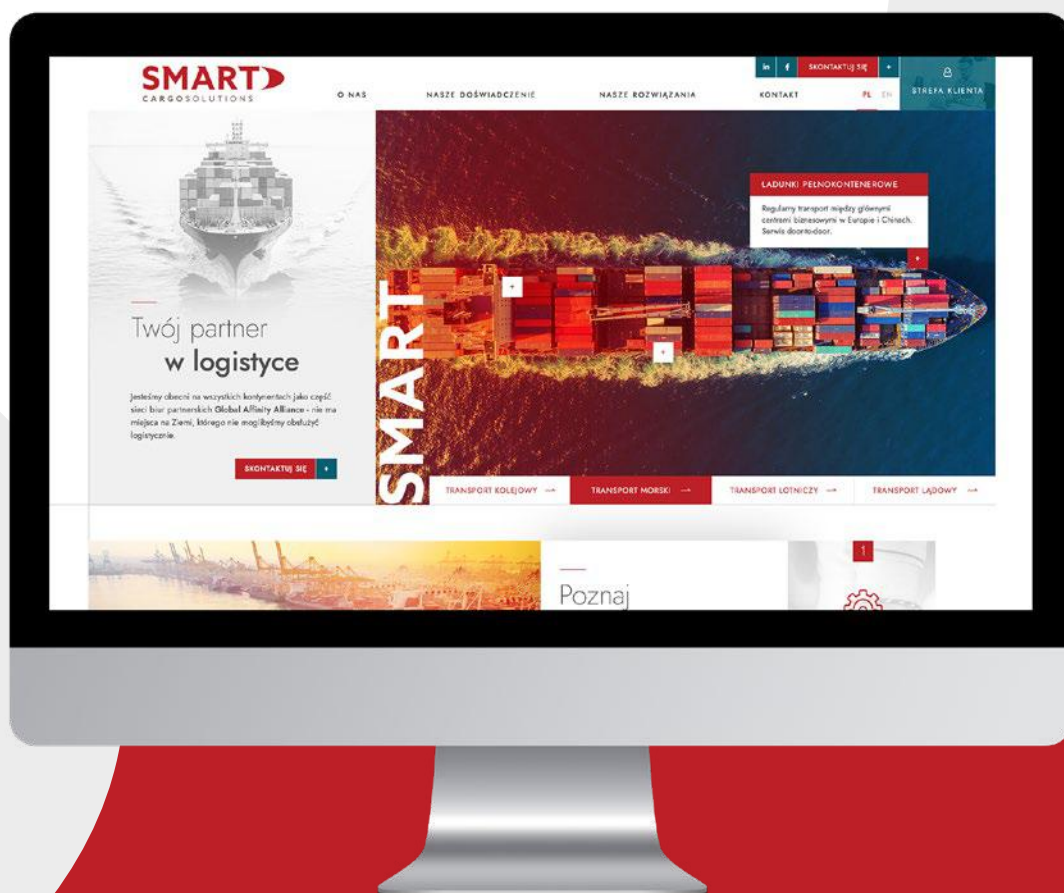 SMART
CARGOSOLUTIONS
O NAS
NASZE DOŚWIADCZENIE
NASZE ROZWIĄZANIA
KONTAKT
in f SKONTAKTUJ SIĘ +
PL EN
STREFA KLIENTA
Twój partner
w logistyce
Jesteśmy obecni na wszystkich kontynentach jako część
sieci biur partnerskich Global Affinity Alliance - nie ma
miejsca na Ziemi, którego nie moglibyśmy obsłużyć
logistycznie.
SKONTAKTUJ SIĘ +
SMART
ŁADUNKI PEŁNOKONTENEROWE
Regularny transport między głównymi
centrami biznesowymi w Europie i Chinach.
Serwis door-to-door.
+
+
+
TRANSPORT KOLEJOWY
TRANSPORT MORSKI
TRANSPORT LOTNICZY
TRANSPORT LĄDOWY
Poznaj
1